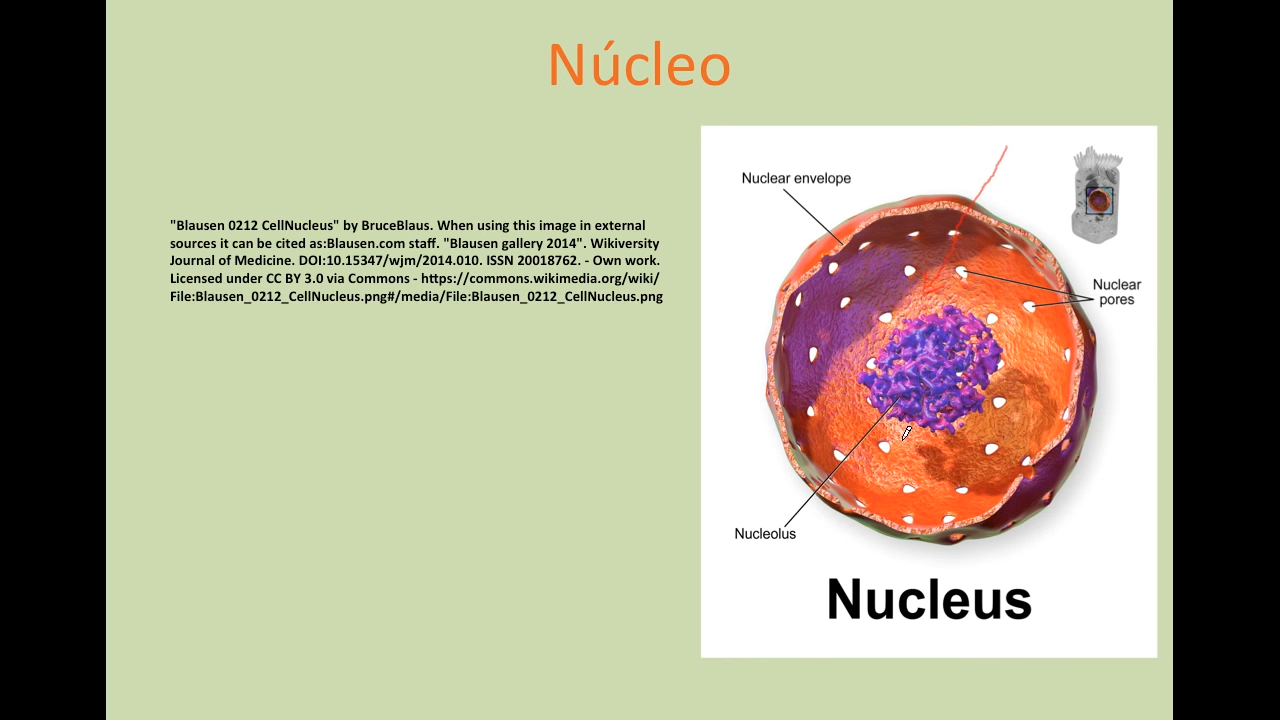 Núcleo
"Blausen 0212 CellNucleus" by BruceBlaus. When using this image in external
sources it can be cited as:Blausen.com staff. "Blausen gallery 2014". Wikiversity
Journal of Medicine. DOI:10.15347/wjm/2014.010. ISSN 20018762. - Own work.
Licensed under CC BY 3.0 via Commons - https://commons.wikimedia.org/wiki/
File:Blausen_0212_CellNucleus.png#/media/File:Blausen_0212_CellNucleus.png
Nuclear envelope
Nuclear
pores
Nucleolus
Nucleus